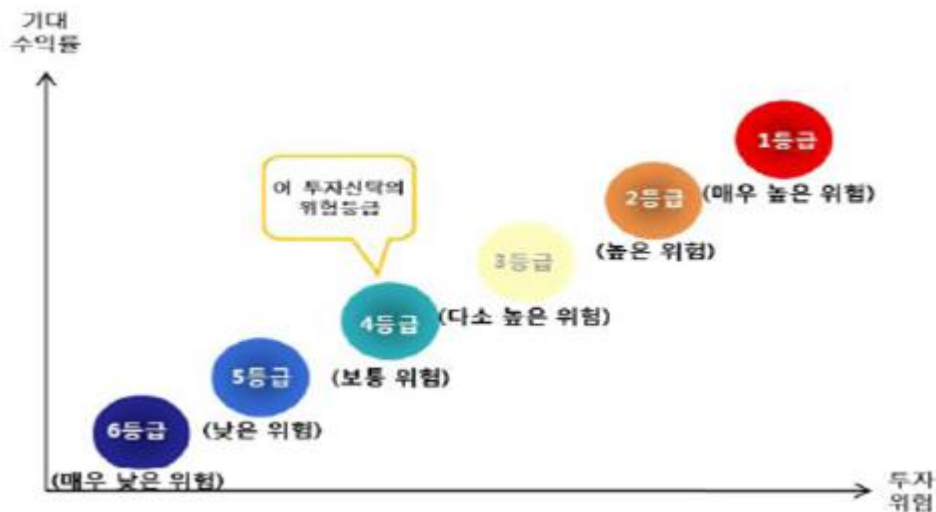 기대
수익률
1등급
(매우 높은 위험)
2등급
(높은 위험)
이 투자신탁의
위험등급
3등급
(다소 높은 위험)
4등급
(보통 위험)
5등급
(낮은 위험)
6등급
(매우 낮은 위험)
투자
위험